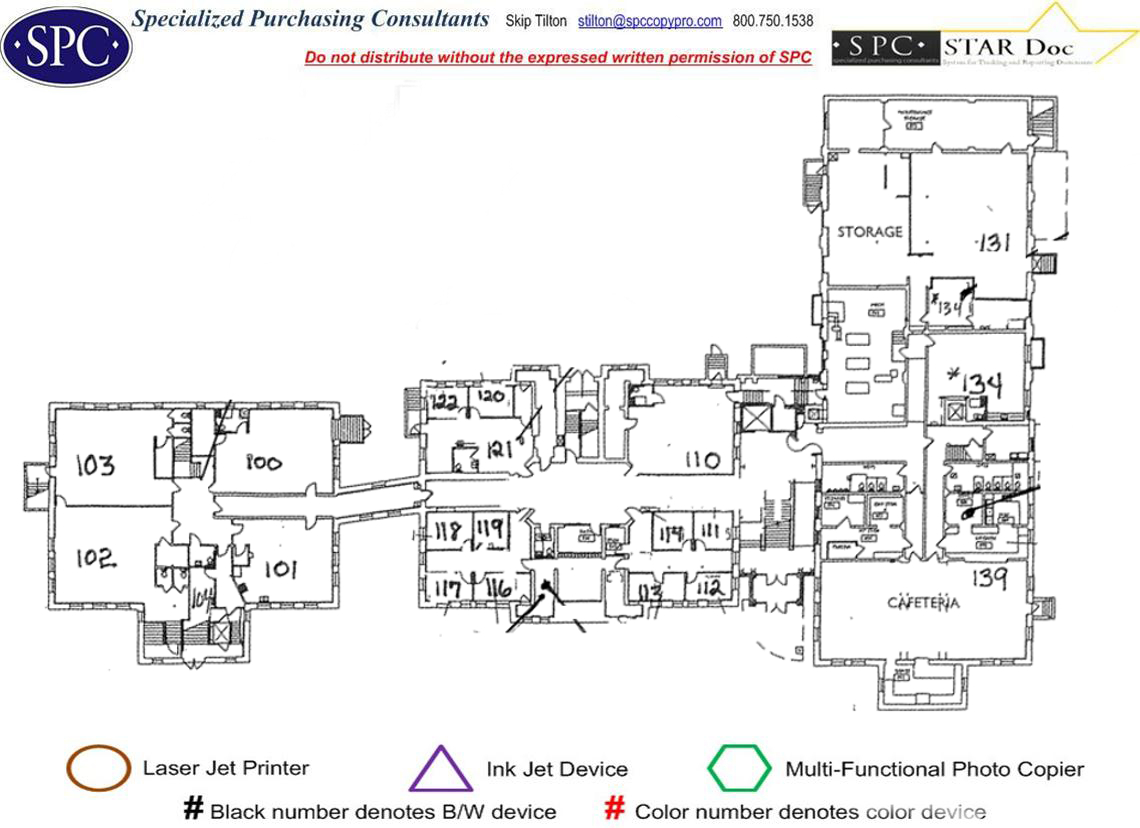 SPC
Specialized Purchasing Consultants Skip Tilton stilton@spccopypro.com 800.750.1538
Do not distribute without the expressed written permission of SPC
SPC
specialized purchasing consultants
STAR Doc
System for Tracking and Reporting Documents
STORAGE
131
*134
*134
122
120
121
103
100
110
102
101
104
118
119
114
111
117
116
113
112
139
CAFETERIA
Laser Jet Printer
Ink Jet Device
Multi-Functional Photo Copier
# Black number denotes B/W device
# Color number denotes color device